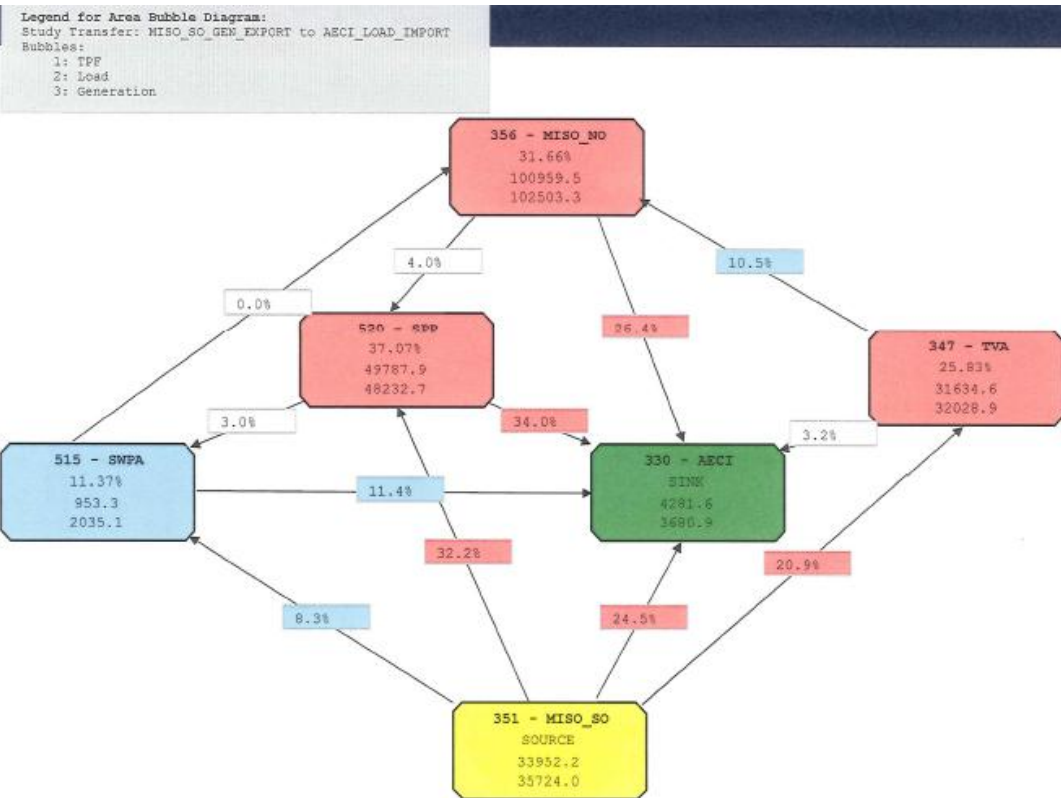 Legend for Area Bubble Diagram:
Study Transfer: MISO_SO_GEN_EXPORT to AECI_LOAD_IMPORT
Bubbles:
1: TPF
2: Load
3: Generation
356 - MISO_NO
31.66%
100959.5
102503.3
4.0%
10.5%
0.0%
26.4%
520 - SPP
37.07%
49787.9
48232.7
347 - TVA
25.83%
31634.6
32028.9
3.0%
34.0%
3.2%
515 - SWPA
11.37%
953.3
2035.1
11.4%
330 - AECI
SINK
4281.6
3680.9
32.2%
20.9%
8.3%
24.5%
351 - MISO_SO
SOURCE
33952.2
35724.0